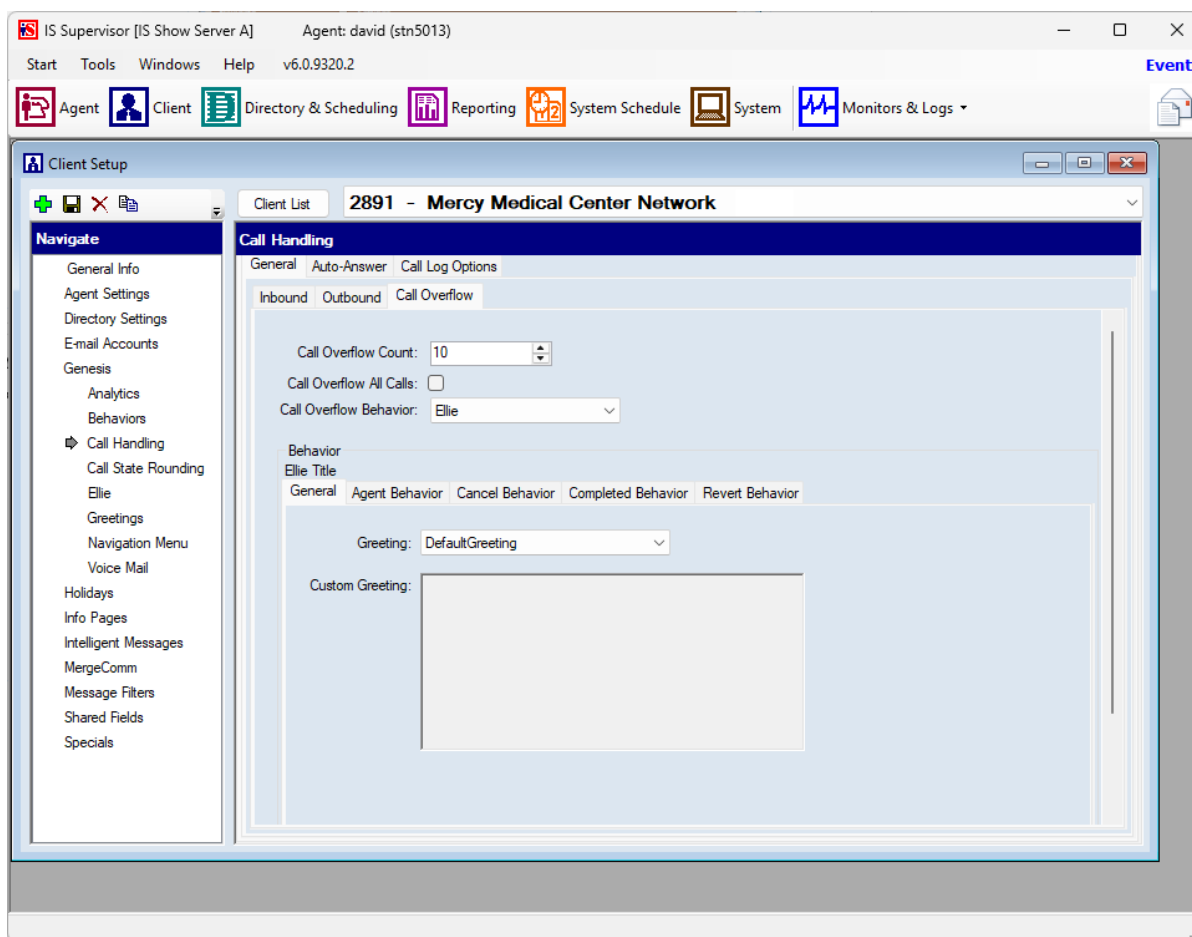 IS Supervisor [IS Show Server A] Agent: david (stn5013)
Start Tools Windows Help v6.0.9320.2 Event
Agent Client Directory & Scheduling Reporting System Schedule System Monitors & Logs
Client Setup
Client List 2891 - Mercy Medical Center Network
Navigate
General Info
Agent Settings
Directory Settings
E-mail Accounts
Genesis
Analytics
Behaviors
Call Handling
Call State Rounding
Ellie
Greetings
Navigation Menu
Voice Mail
Holidays
Info Pages
Intelligent Messages
MergeComm
Message Filters
Shared Fields
Specials
Call Handling
General Auto-Answer Call Log Options
Inbound Outbound Call Overflow
Call Overflow Count: 10
Call Overflow All Calls:
Call Overflow Behavior: Ellie
Behavior
Ellie Title
General Agent Behavior Cancel Behavior Completed Behavior Revert Behavior
Greeting: DefaultGreeting
Custom Greeting: